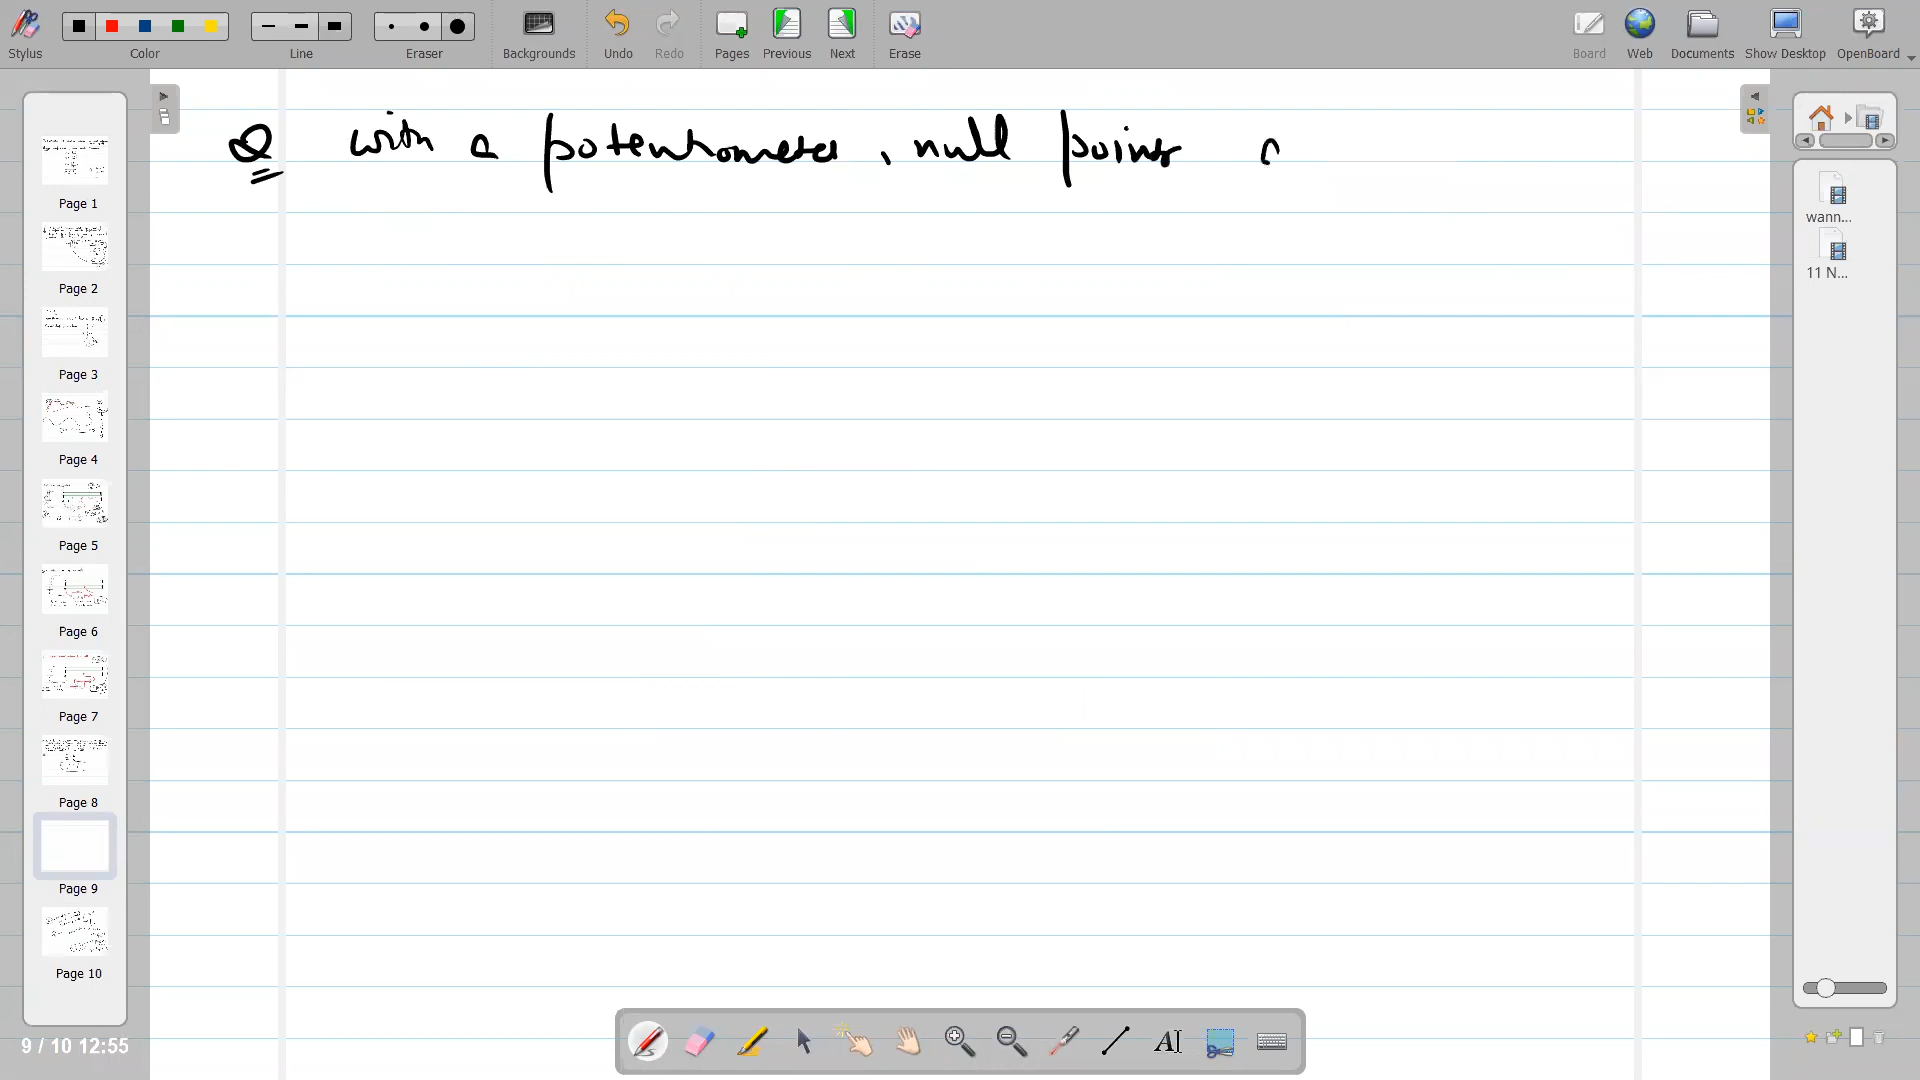 Stylus
Color
Line
Eraser
Backgrounds
Undo
Redo
Pages
Previous
Next
Erase
Board
Web
Documents
Show Desktop
OpenBoard
Q with a potentiometer, null point
Page 1
Page 2
Page 3
Page 4
Page 5
Page 6
Page 7
Page 8
Page 9
Page 10
9 / 10 12:55
wann...
11 N...
AI